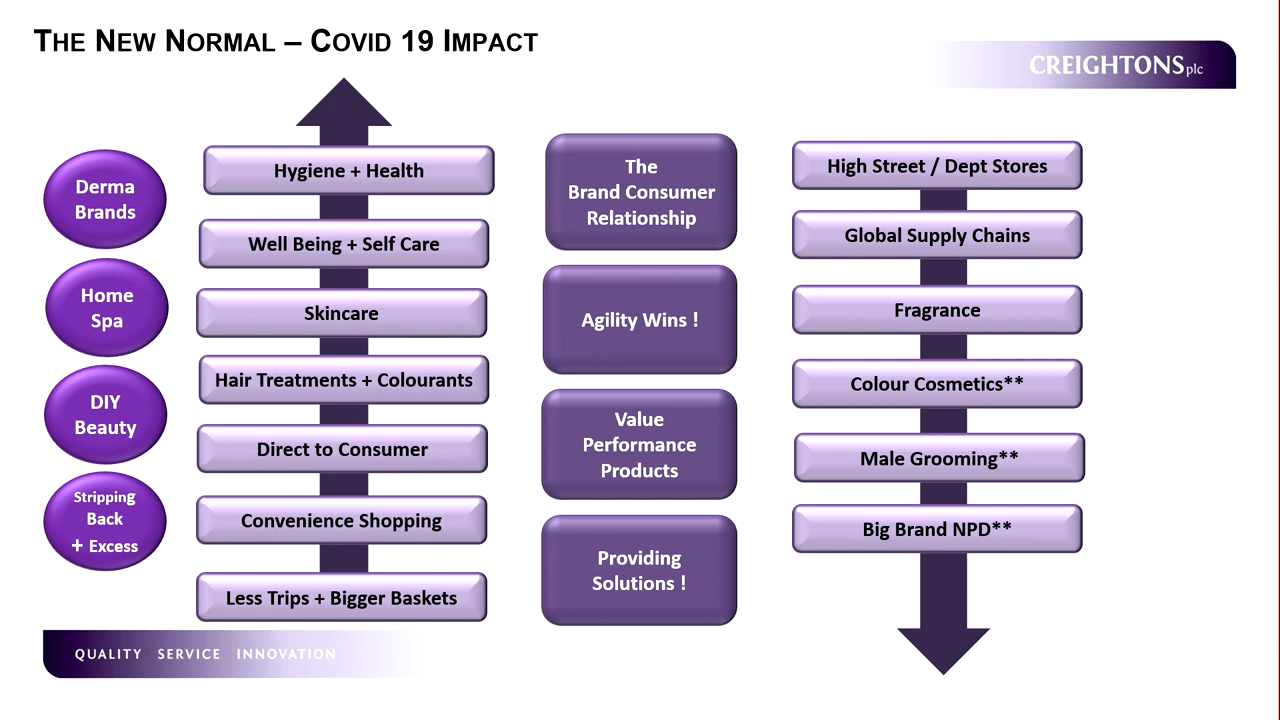 THE NEW NORMAL – COVID 19 IMPACT
CREIGHTONS plc
Derma
Brands
Home
Spa
DIY
Beauty
Stripping
Back
+ Excess
Hygiene + Health
Well Being + Self Care
Skincare
Hair Treatments + Colourants
Direct to Consumer
Convenience Shopping
Less Trips + Bigger Baskets
The
Brand Consumer
Relationship
Agility Wins !
Value
Performance
Products
Providing
Solutions !
High Street / Dept Stores
Global Supply Chains
Fragrance
Colour Cosmetics**
Male Grooming**
Big Brand NPD**
QUALITY SERVICE INNOVATION